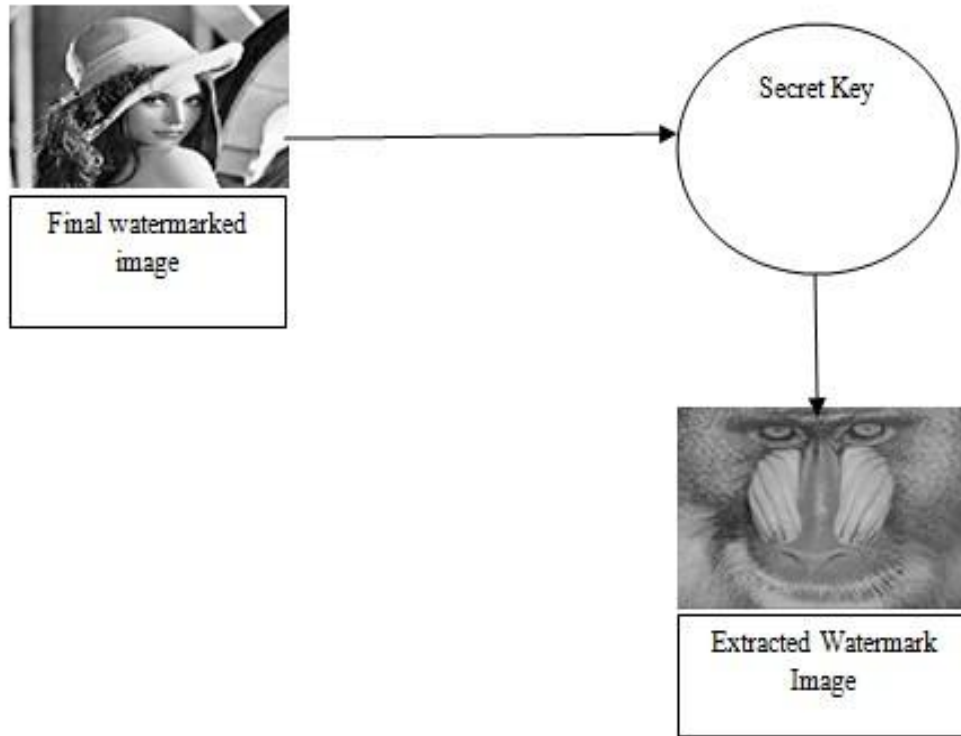 Secret Key
Final watermarked
image
Extracted Watermark
Image